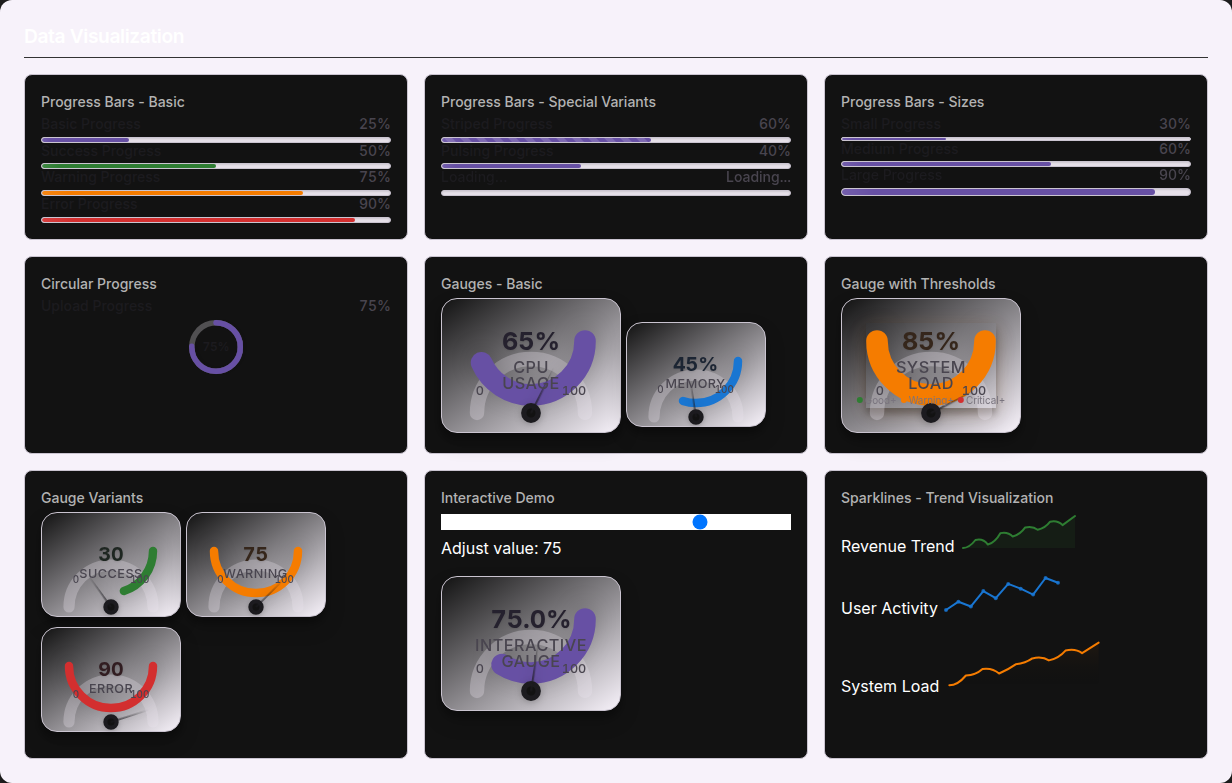 Data Visualization
Progress Bars - Basic
Basic Progress 25%
Success Progress 50%
Warning Progress 75%
Error Progress 90%
Progress Bars - Special Variants
Striped Progress 60%
Pulsing Progress 40%
Loading... Loading...
Progress Bars - Sizes
Small Progress 30%
Medium Progress 60%
Large Progress 90%
Circular Progress
Upload Progress 75%
75%
Gauges - Basic
65%
CPU
USAGE
0 100
45%
MEMORY
0 100
Gauge with Thresholds
85%
SYSTEM
LOAD
0 100
Good+ Warning+ Critical+
Gauge Variants
30
SUCCESS
0 100
75
WARNING
0 100
90
ERROR
0 100
Interactive Demo
Adjust value: 75
75.0%
INTERACTIVE
GAUGE
0 100
Sparklines - Trend Visualization
Revenue Trend
User Activity
System Load